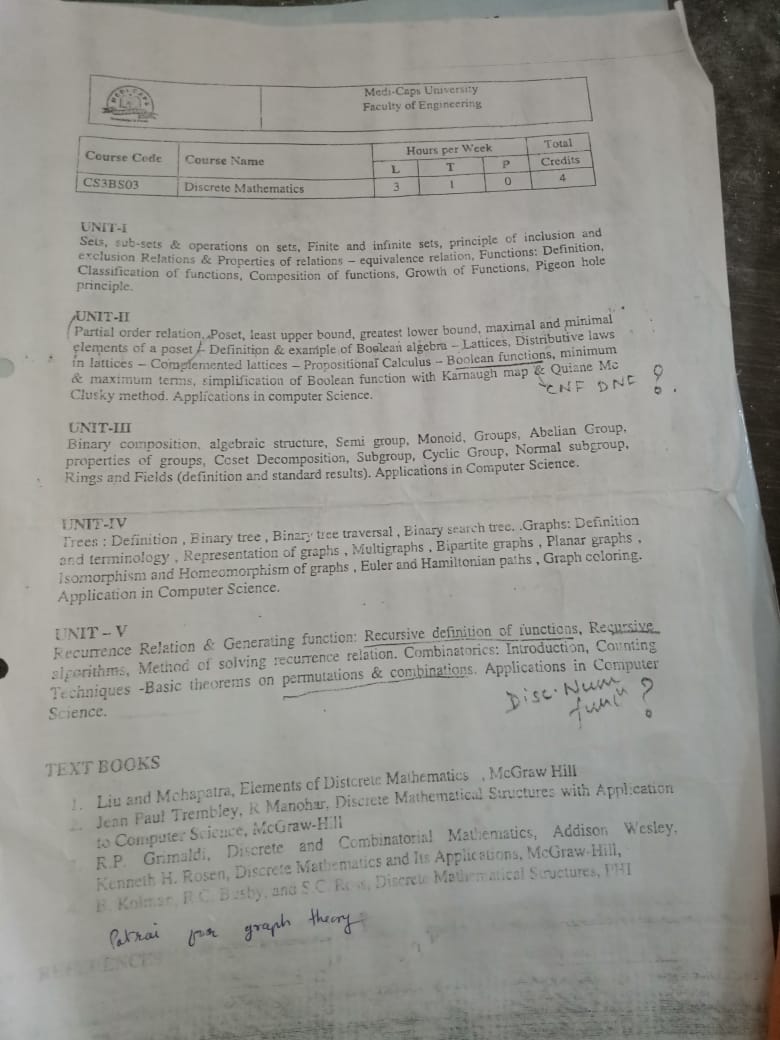 MEDI-CAPS
Medi-Caps University
Faculty of Engineering
Course Code
Course Name
Hours per Week
Total
Credits
L
T
P
CS3BS03
Discrete Mathematics
3
1
0
4
UNIT-I
Sets, sub-sets & operations on sets, Finite and infinite sets, principle of inclusion and
exclusion Relations & Properties of relations – equivalence relation, Functions: Definition,
Classification of functions, Composition of functions, Growth of Functions, Pigeon hole
principle.
UNIT-II
Partial order relation, Poset, least upper bound, greatest lower bound, maximal and minimal
elements of a poset – Definition & example of Boolean algebra – Lattices, Distributive laws
in lattices – Complemented lattices – Propositional Calculus – Boolean functions, minimum
& maximum terms, simplification of Boolean function with Karnaugh map & Quiane Mc
Clusky method. Applications in computer Science.
CNF DNF ?
UNIT-III
Binary composition, algebraic structure, Semi group, Monoid, Groups, Abelian Group,
properties of groups, Coset Decomposition, Subgroup, Cyclic Group, Normal subgroup,
Rings and Fields (definition and standard results). Applications in Computer Science.
UNIT-IV
Trees : Definition , Binary tree , Binary tree traversal , Binary search tree. .Graphs: Definition
and terminology , Representation of graphs , Multigraphs , Bipartite graphs , Planar graphs ,
Isomorphism and Homeomorphism of graphs , Euler and Hamiltonian paths , Graph coloring.
Application in Computer Science.
UNIT – V
Recurrence Relation & Generating function: Recursive definition of functions, Recursive
algorithms, Method of solving recurrence relation. Combinatorics: Introduction, Counting
Techniques -Basic theorems on permutations & combinations. Applications in Computer
Science.
Disc. Num
funcn ?
TEXT BOOKS
1. Liu and Mohapatra, Elements of Distcrete Mathematics , McGraw Hill
2. Jean Paul Trembley, R Manohar, Discrete Mathematical Structures with Application
to Computer Science, McGraw-Hill
R.P. Grimaldi, Discrete and Combinatorial Mathematics, Addison Wesley,
Kenneth H. Rosen, Discrete Mathematics and Its Applications, McGraw-Hill,
B. Kolman, R.C. Busby, and S.C. Ross, Discrete Mathematical Structures, PHI
for graph theory
REFERENCES